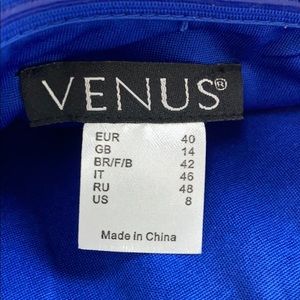 VENUS®
EUR 40
GB 14
BR/F/B 42
IT 46
RU 48
US 8
Made in China